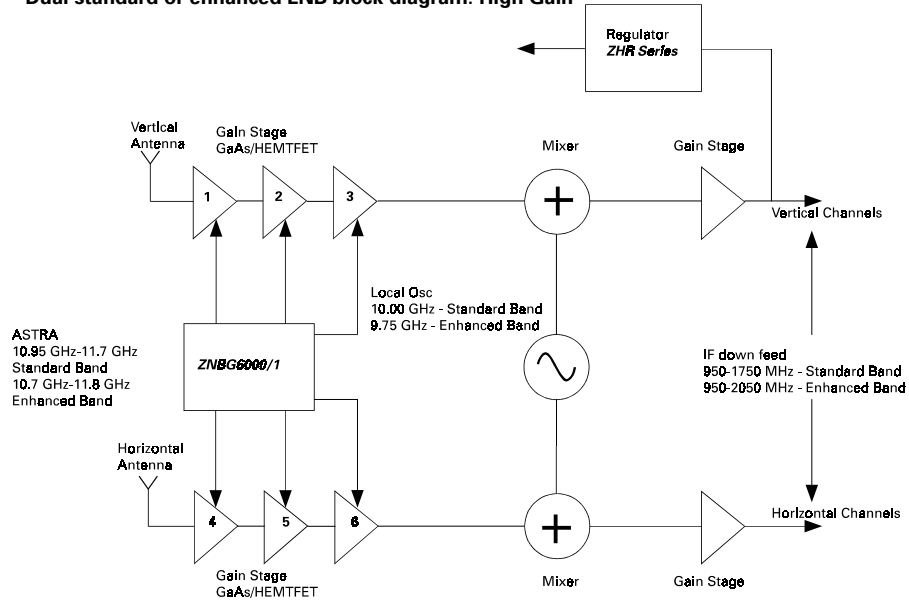 Dual standard or enhanced LNB block diagram. High Gain
Regulator
ZHR Series
Vertical
Antenna
Gain Stage
GaAs/HEMTFET
Mixer
Gain Stage
1
2
3
+
Vertical Channels
Local Osc
10.00 GHz - Standard Band
9.75 GHz - Enhanced Band
ASTRA
10.95 GHz-11.7 GHz
Standard Band
10.7 GHz-11.8 GHz
Enhanced Band
ZNBG6000/1
IF down feed
950-1750 MHz - Standard Band
950-2050 MHz - Enhanced Band
Horizontal
Antenna
4
5
6
+
Horizontal Channels
Gain Stage
GaAs/HEMTFET
Mixer
Gain Stage